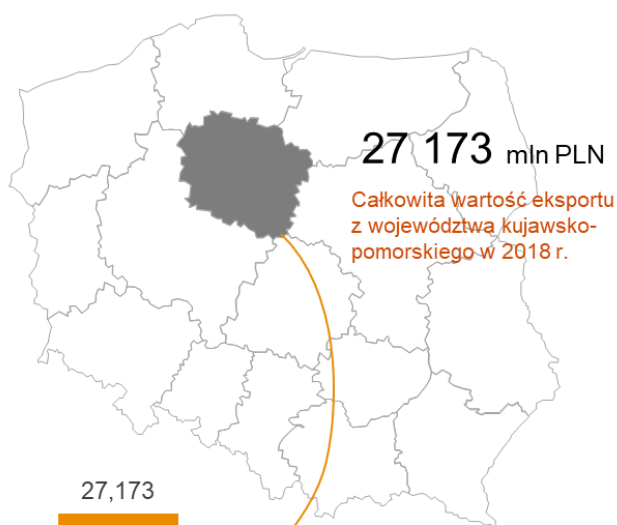 27 173 mln PLN
Całkowita wartość eksportu
z województwa kujawsko-
pomorskiego w 2018 r.
27,173